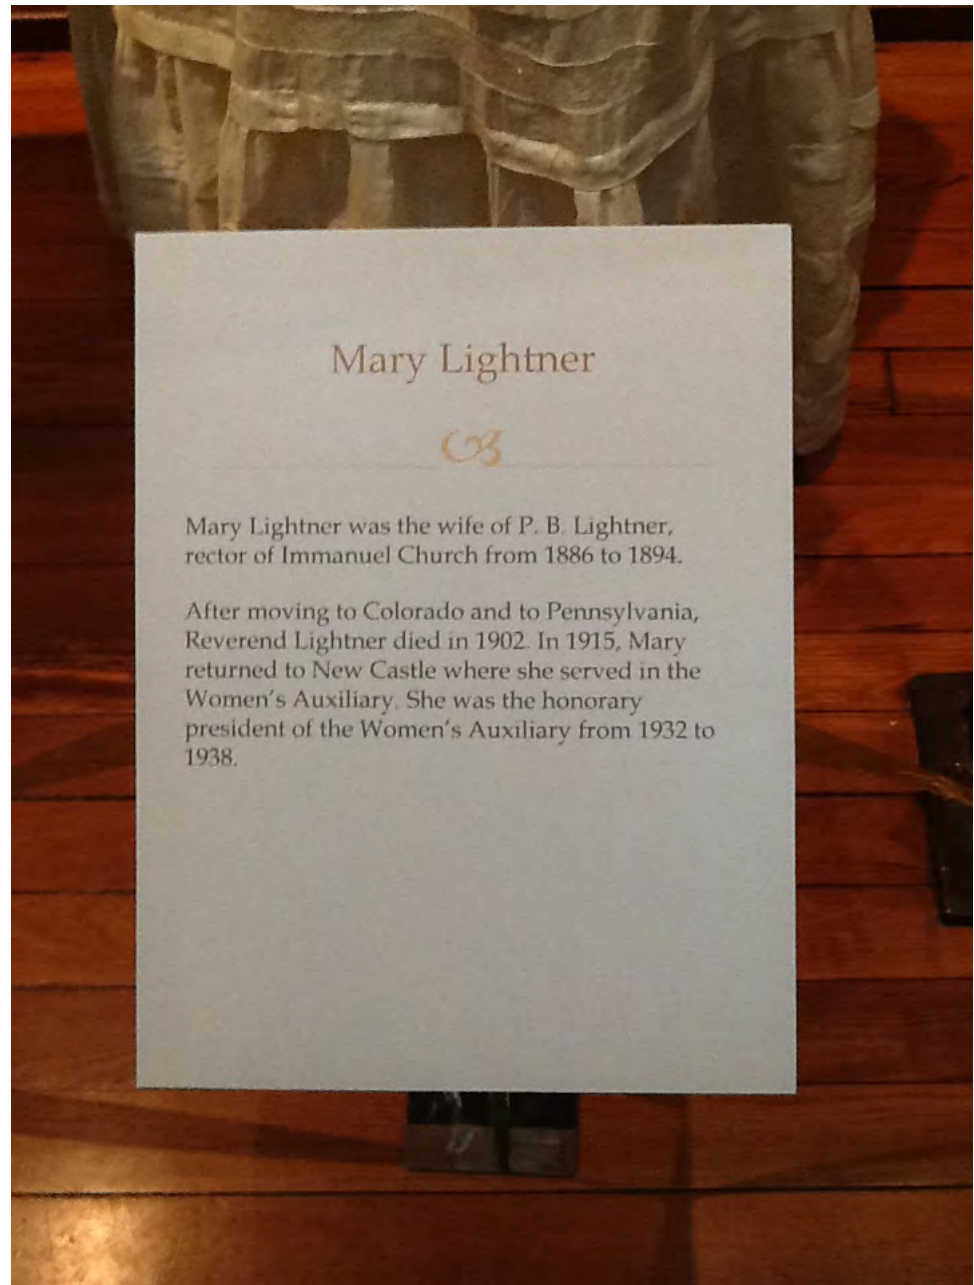 Mary Lightner
Mary Lightner was the wife of P. B. Lightner,
rector of Immanuel Church from 1886 to 1894.
After moving to Colorado and to Pennsylvania,
Reverend Lightner died in 1902. In 1915, Mary
returned to New Castle where she served in the
Women's Auxiliary. She was the honorary
president of the Women's Auxiliary from 1932 to
1938.